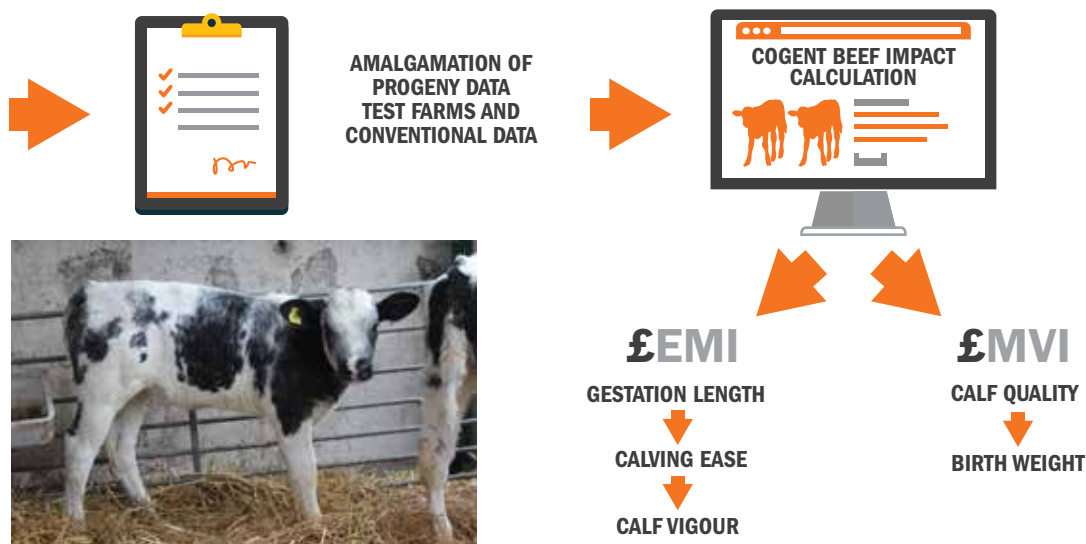 AMALGAMATION OF
PROGENY DATA
TEST FARMS AND
CONVENTIONAL DATA
COGENT BEEF IMPACT
CALCULATION
£EMI
GESTATION LENGTH
CALVING EASE
CALF VIGOUR
£MVI
CALF QUALITY
BIRTH WEIGHT